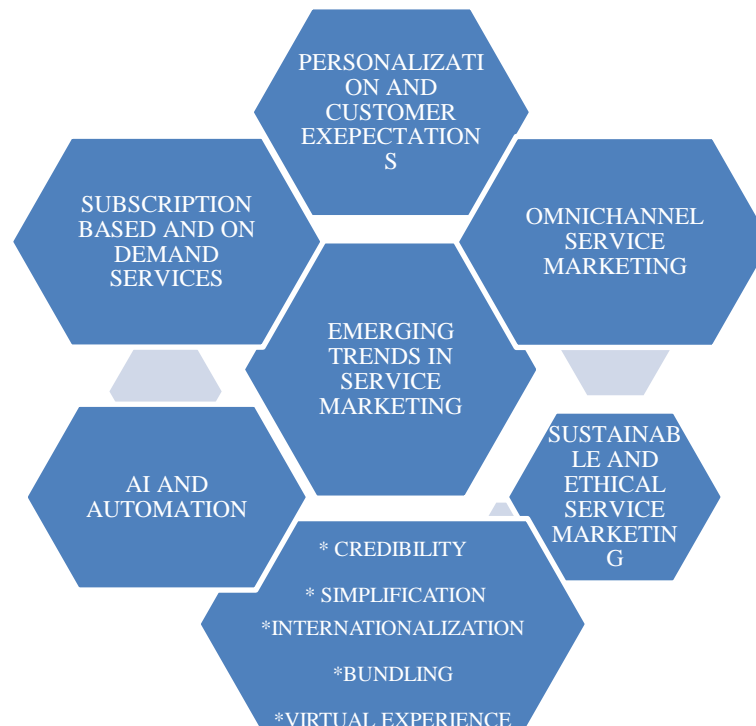 PERSONALIZATI
ON AND
CUSTOMER
EXEPECTATION
S
SUBSCRIPTION
BASED AND ON
DEMAND
SERVICES
OMNICHANNEL
SERVICE
MARKETING
EMERGING
TRENDS IN
SERVICE
MARKETING
AI AND
AUTOMATION
SUSTAINAB
LE AND
ETHICAL
SERVICE
MARKETIN
G
* CREDIBILITY
* SIMPLIFICATION
*INTERNATIONALIZATION
*BUNDLING
*VIRTUAL EXPERIENCE